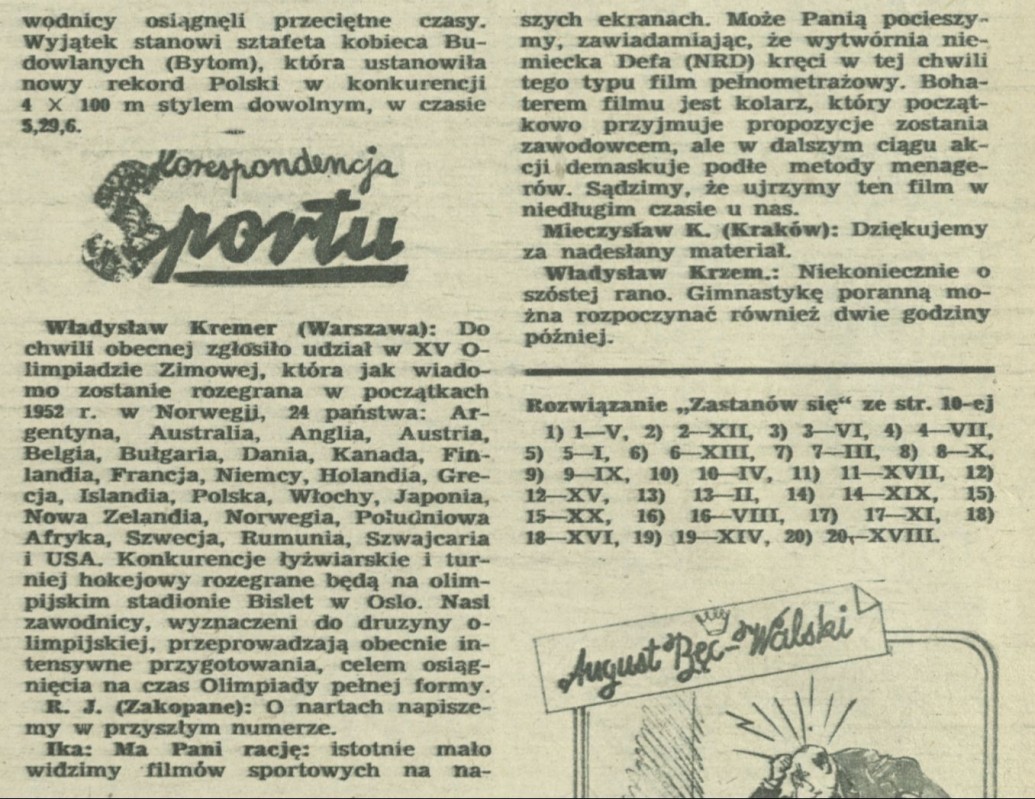 wodnicy osiągnęli przeciętne czasy.
Wyjątek stanowi sztafeta kobieca Bu-
dowlanych (Bytom), która ustanowiła
nowy rekord Polski w konkurencji
4 X 100 m stylem dowolnym, w czasie
5,29,6.
Korespondencja
Sportu
Władysław Kremer (Warszawa): Do
chwili obecnej zgłosiło udział w XV O-
limpiadzie Zimowej, która jak wiado-
mo zostanie rozegrana w początkach
1952 r. w Norwegji, 24 państwa: Ar-
gentyna, Australia, Anglia, Austria,
Belgia, Bułgaria, Dania, Kanada, Fin-
landia, Francja, Niemcy, Holandia, Gre-
cja, Islandia, Polska, Włochy, Japonia,
Nowa Zelandia, Norwegia, Południowa
Afryka, Szwecja, Rumunia, Szwajcaria
i USA. Konkurencje łyżwiarskie i tur-
niej hokejowy rozegrane będą na olim-
pijskim stadionie Bislet w Oslo. Nasi
zawodnicy, wyznaczeni do druzyny o-
limpijskiej, przeprowadzają obecnie in-
tensywne przygotowania, celem osiąg-
nięcia na czas Olimpiady pełnej formy.
R. J. (Zakopane): O nartach napisze-
my w przyszłym numerze.
Ika: Ma Pani rację: istotnie mało
widzimy filmów sportowych na na-
szych ekranach. Może Panią pocieszy-
my, zawiadamiając, że wytwórnia nie-
miecka Defa (NRD) kręci w tej chwili
tego typu film pełnometrażowy. Boha-
terem filmu jest kolarz, który począt-
kowo przyjmuje propozycje zostania
zawodowcem, ale w dalszym ciągu ak-
cji demaskuje podłe metody menage-
rów. Sądzimy, że ujrzymy ten film w
niedługim czasie u nas.
Mieczysław K. (Kraków): Dziękujemy
za nadesłany materiał.
Władysław Krzem.: Niekoniecznie o
szóstej rano. Gimnastykę poranną mo-
żna rozpoczynać również dwie godziny
później.
Rozwiązanie „Zastanów się“ ze str. 10-ej
1) 1—V, 2) 2—XII, 3) 3—VI, 4) 4—VII,
5) 5—I, 6) 6—XIII, 7) 7—III, 8) 8—X,
9) 9—IX, 10) 10—IV, 11) 11—XVII, 12)
12—XV, 13) 13—II, 14) 14—XIX, 15)
15—XX, 16) 16—VIII, 17) 17—XI, 18)
18—XVI, 19) 19—XIV, 20) 20—XVIII.
August Bęc-Walski